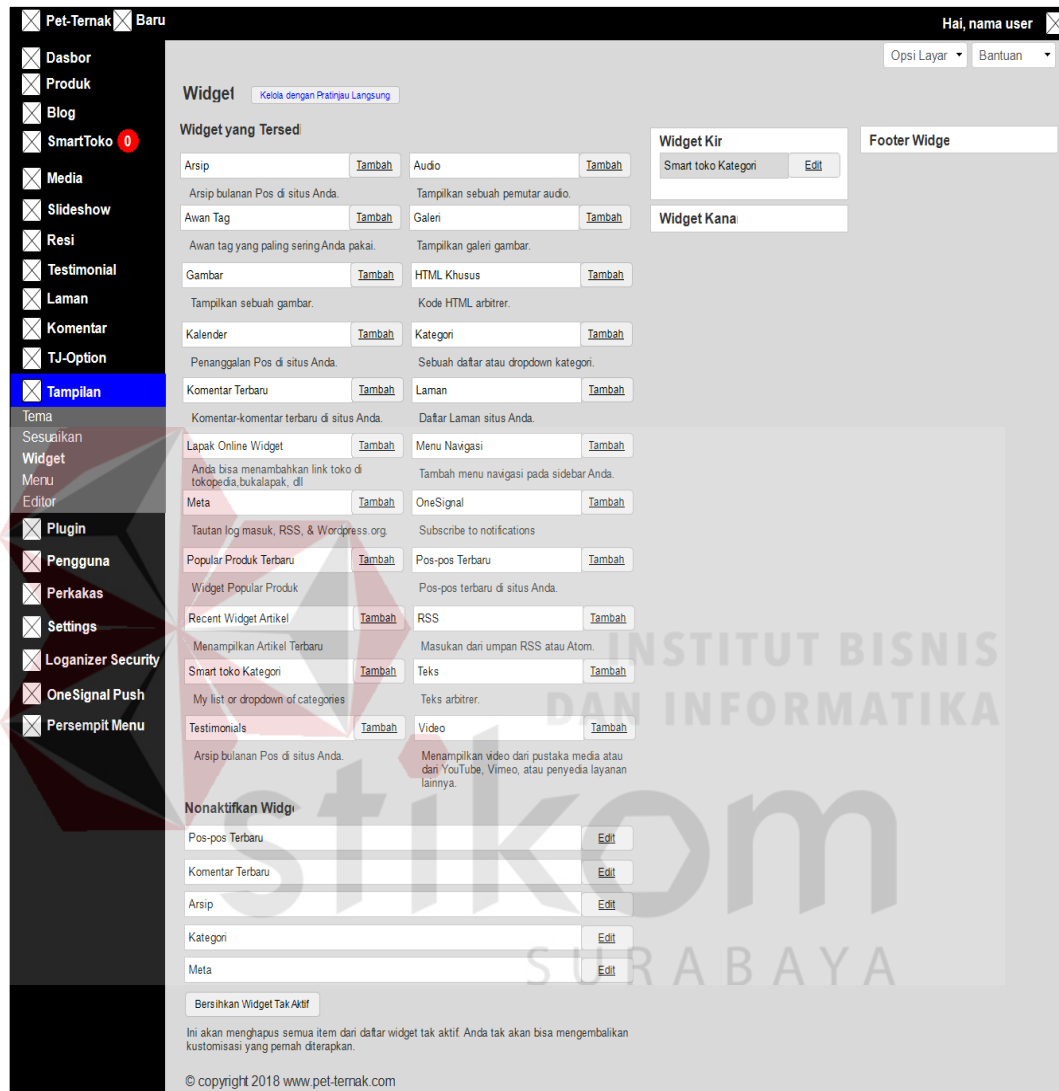 Pet-Ternak Baru
Hai, nama user
Opsi Layar
Bantuan
Dasbor
Produk
Blog
SmartToko 0
Media
Slideshow
Resi
Testimonial
Laman
Komentar
TJ-Option
Tampilan
Tema
Sesuaikan
Widget
Menu
Editor
Plugin
Pengguna
Perkakas
Settings
Loganizer Security
OneSignal Push
Persempit Menu
Widget
Kelola dengan Pratinjau Langsung
Widget yang Tersedi
Arsip Tambah
Arsip bulanan Pos di situs Anda.
Audio Tambah
Tampilkan sebuah pemutar audio.
Awan Tag Tambah
Awan tag yang paling sering Anda pakai.
Galeri Tambah
Tampilkan galeri gambar.
Gambar Tambah
Tampilkan sebuah gambar.
HTML Khusus Tambah
Kode HTML arbitrer.
Kalender Tambah
Penanggalan Pos di situs Anda.
Kategori Tambah
Sebuah daftar atau dropdown kategori.
Komentar Terbaru Tambah
Komentar-komentar terbaru di situs Anda.
Laman Tambah
Daftar Laman situs Anda.
Lapak Online Widget Tambah
Anda bisa menambahkan link toko di
tokopedia,bukalapak, dll
Menu Navigasi Tambah
Tambah menu navigasi pada sidebar Anda.
Meta Tambah
Tautan log masuk, RSS, & Wordpress.org.
OneSignal Tambah
Subscribe to notifications
Popular Produk Terbaru Tambah
Widget Popular Produk
Pos-pos Terbaru Tambah
Pos-pos terbaru di situs Anda.
Recent Widget Artikel Tambah
Menampilkan Artikel Terbaru
RSS Tambah
Masukan dari umpan RSS atau Atom.
Smart toko Kategori Tambah
My list or dropdown of categories
Teks Tambah
Teks arbitrer.
Testimonials Tambah
Arsip bulanan Pos di situs Anda.
Video Tambah
Menampilkan video dari pustaka media atau
dari YouTube, Vimeo, atau penyedia layanan
lainnya.
Widget Kir
Smart toko Kategori Edit
Widget Kana
Footer Widge
Nonaktifkan Widg
Pos-pos Terbaru Edit
Komentar Terbaru Edit
Arsip Edit
Kategori Edit
Meta Edit
Bersihkan Widget Tak Aktif
Ini akan menghapus semua item dari daftar widget tak aktif. Anda tak akan bisa mengembalikan
kustomisasi yang pernah diterapkan.
© copyright 2018 www.pet-ternak.com
INSTITUT BISNIS
DAN INFORMATIKA
stikom
SURABAYA